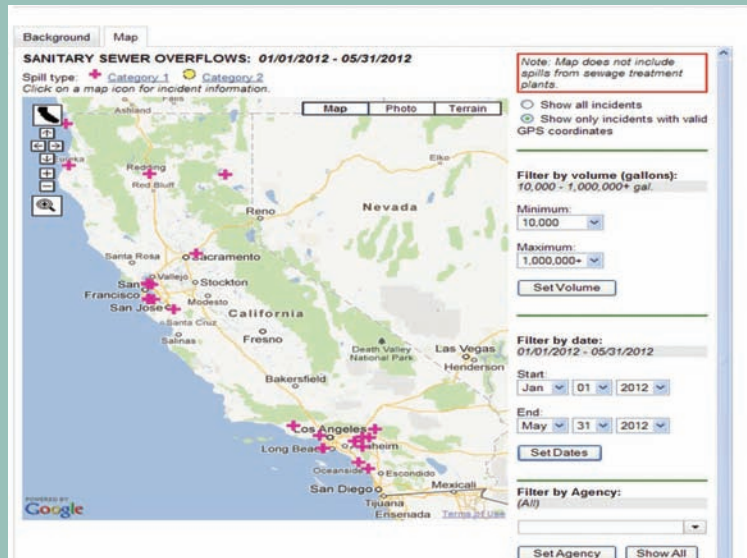 Background Map
SANITARY SEWER OVERFLOWS: 01/01/2012 - 05/31/2012
Spill type: Category 1 Category 2
Click on a map icon for incident information.
Map Photo Terrain
Ashland
Eureka
Redding
Red Bluff
Elko
Reno
Nevada
Santa Rosa
Sacramento
Vallejo
San Francisco
Stockton
Modesto
San Jose
California
Santa Cruz
Salinas
Fresno
Death Valley National Park
Las Vegas
Henderson
Bakersfield
Los Angeles
Long Beac
heim
Oceanside
Escondido
San Diego
Mexicali
Tijuana
Ensenada
POWERED BY
Google
Terms of Use
Note: Map does not include
spills from sewage treatment
plants.
Show all incidents
Show only incidents with valid
GPS coordinates
Filter by volume (gallons):
10,000 - 1,000,000+ gal.
Minimum:
10,000
Maximum:
1,000,000+
Set Volume
Filter by date:
01/01/2012 - 05/31/2012
Start:
Jan 01 2012
End:
May 31 2012
Set Dates
Filter by Agency:
(All)
Set Agency Show All